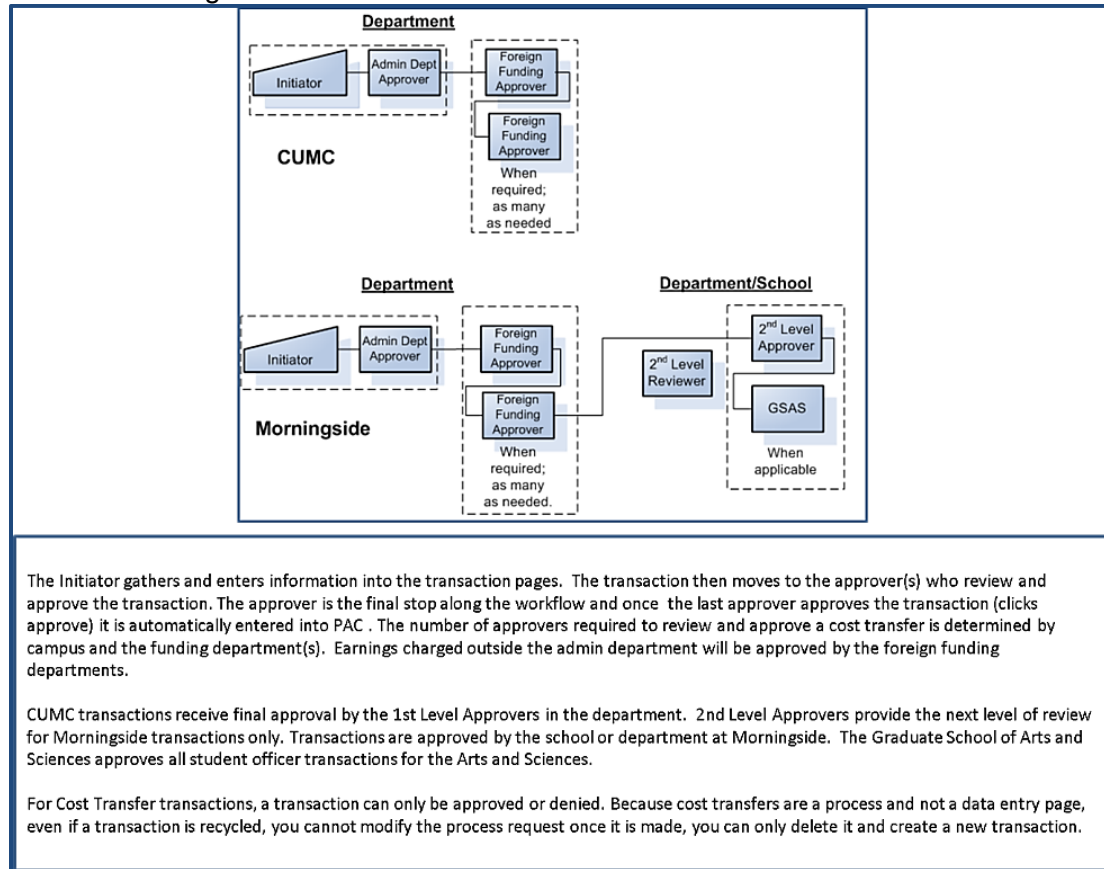 Department
Initiator
Admin Dept
Approver
Foreign
Funding
Approver
Foreign
Funding
Approver
CUMC
When
required;
as many
as needed
Department
Department/School
Initiator
Admin Dept
Approver
Foreign
Funding
Approver
2nd Level
Reviewer
2nd Level
Approver
Foreign
Funding
Approver
GSAS
Morningside
When
required;
as many
as needed.
When
applicable
The Initiator gathers and enters information into the transaction pages. The transaction then moves to the approver(s) who review and
approve the transaction. The approver is the final stop along the workflow and once the last approver approves the transaction (clicks
approve) it is automatically entered into PAC . The number of approvers required to review and approve a cost transfer is determined by
campus and the funding department(s). Earnings charged outside the admin department will be approved by the foreign funding
departments.
CUMC transactions receive final approval by the 1st Level Approvers in the department. 2nd Level Approvers provide the next level of review
for Morningside transactions only. Transactions are approved by the school or department at Morningside. The Graduate School of Arts and
Sciences approves all student officer transactions for the Arts and Sciences.
For Cost Transfer transactions, a transaction can only be approved or denied. Because cost transfers are a process and not a data entry page,
even if a transaction is recycled, you cannot modify the process request once it is made, you can only delete it and create a new transaction.